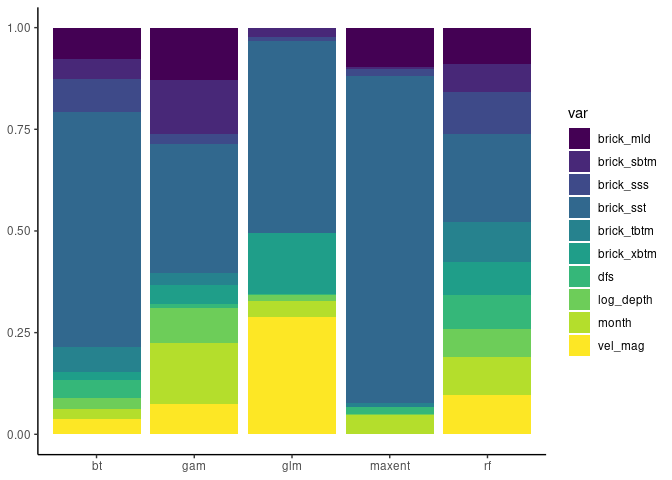 1.00
0.75
0.50
0.25
0.00
bt gam glm maxent rf
var
brick_mld
brick_sbtm
brick_sss
brick_sst
brick_tbtm
brick_xbtm
dfs
log_depth
month
vel_mag